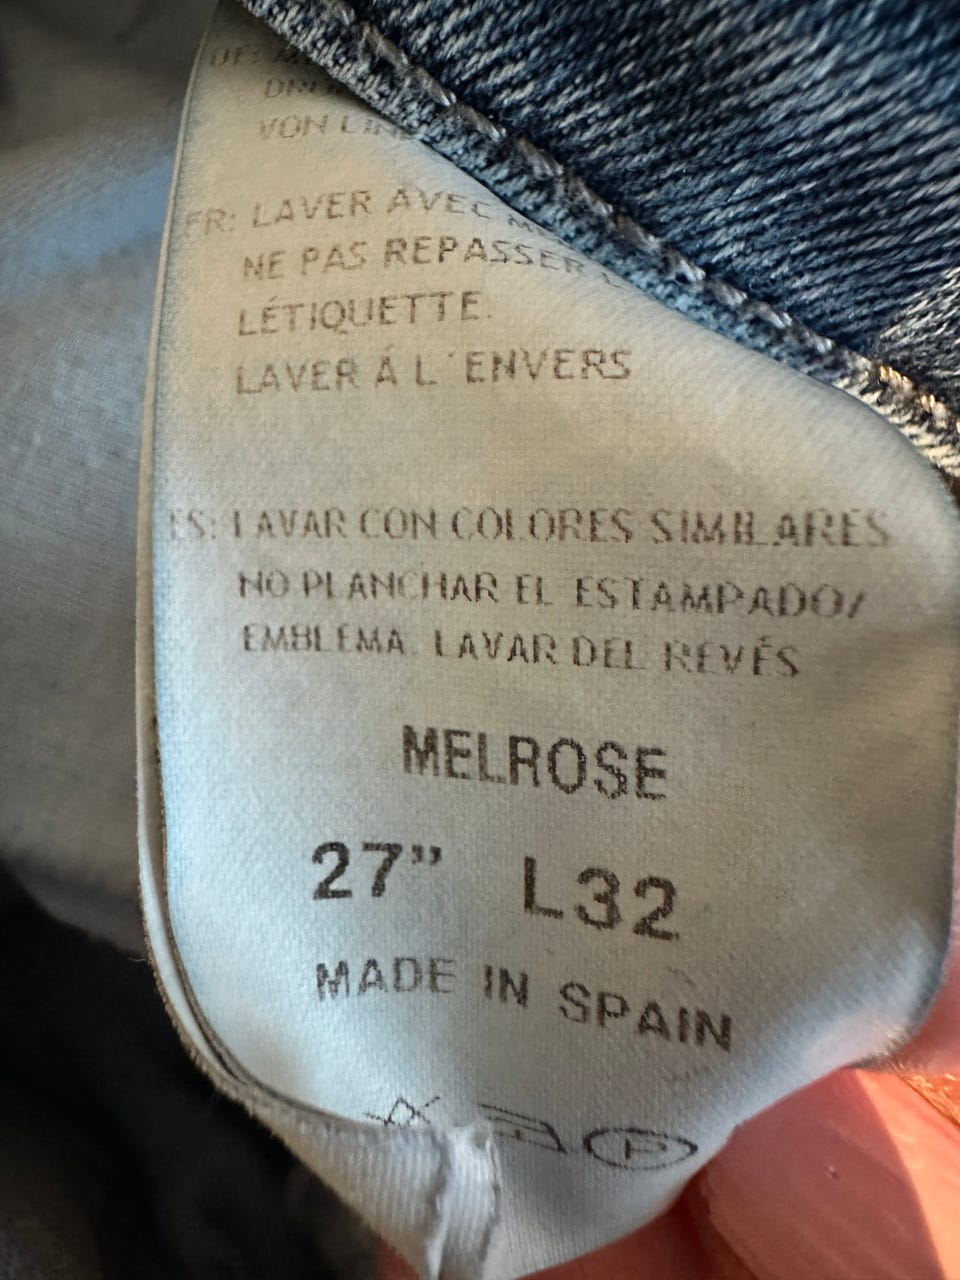 VON
FR: LAVER AVEC
NE PAS REPASSER
LÉTIQUETTE.
LAVER Á L´ENVERS
ES: LAVAR CON COLORES SIMILARES
NO PLANCHAR EL ESTAMPADO/
EMBLEMA. LAVAR DEL REVÉS
MELROSE
27” L32
MADE IN SPAIN
P